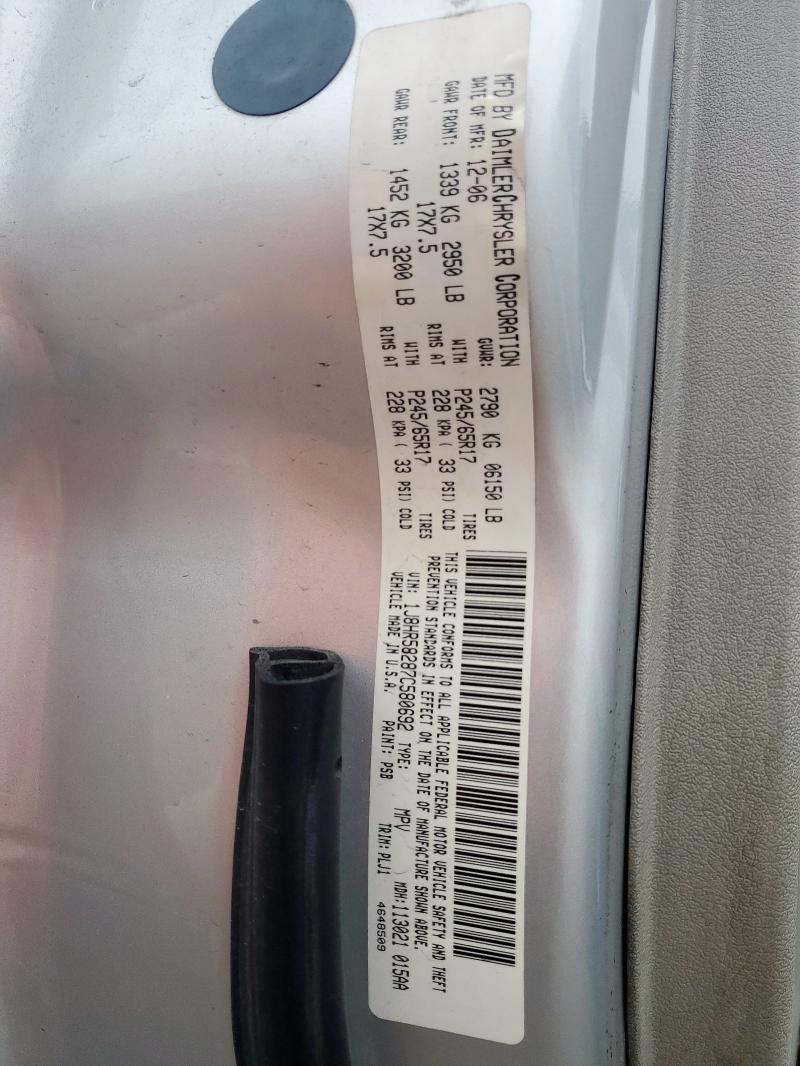 MFD BY DAIMLERCHRYSLER CORPORATION
DATE OF MFR: 12-06 GVWR: 2790 KG 06150 LB
GAWR FRONT: 1339 KG 2950 LB WITH P245/65R17 TIRES
17X7.5 RIMS AT 228 KPA ( 33 PSI) COLD
GAWR REAR: 1452 KG 3200 LB WITH P245/65R17 TIRES
17X7.5 RIMS AT 228 KPA ( 33 PSI) COLD
THIS VEHICLE CONFORMS TO ALL APPLICABLE FEDERAL MOTOR VEHICLE SAFETY AND THEFT
PREVENTION STANDARDS IN EFFECT ON THE DATE OF MANUFACTURE SHOWN ABOVE.
VIN: 1J8HR58287C580692 TYPE: MPV MDH:113021 015AA
VEHICLE MADE IN U.S.A. PAINT: PSB TRIM:PLJ1
4648509